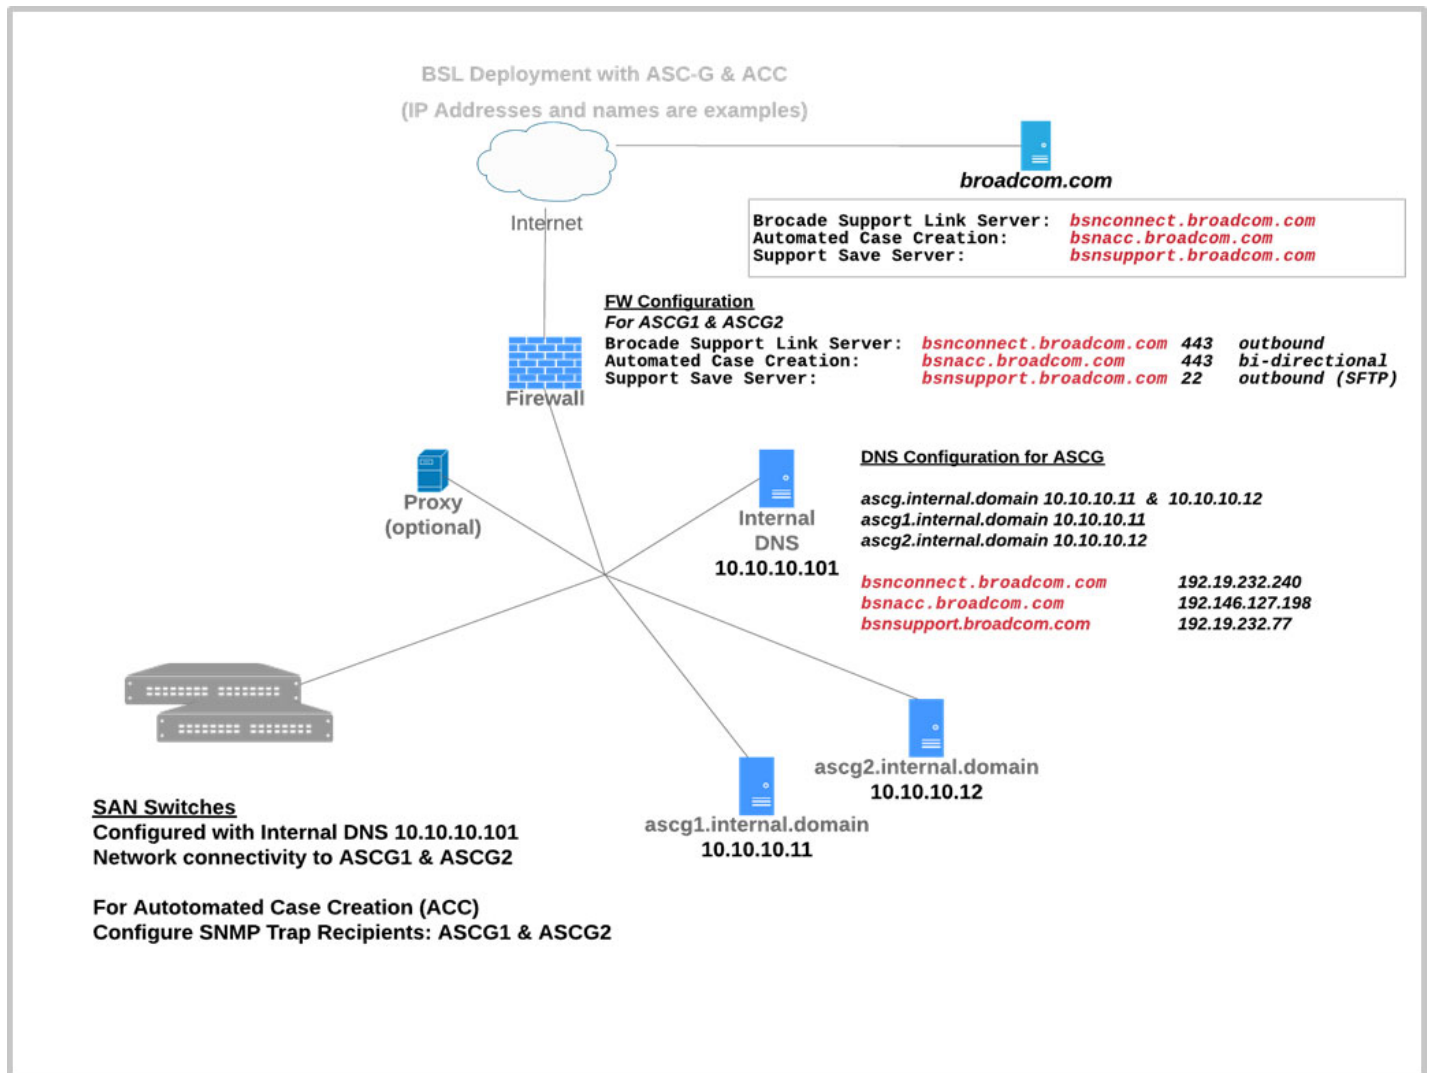 BSL Deployment with ASC-G & ACC
(IP Addresses and names are examples)
Internet
broadcom.com
Brocade Support Link Server: bsnconnect.broadcom.com
Automated Case Creation: bsnacc.broadcom.com
Support Save Server: bsnsupport.broadcom.com
FW Configuration
For ASCG1 & ASCG2
Brocade Support Link Server: bsnconnect.broadcom.com 443 outbound
Automated Case Creation: bsnacc.broadcom.com 443 bi-directional
Support Save Server: bsnsupport.broadcom.com 22 outbound (SFTP)
Firewall
Proxy
(optional)
Internal
DNS
10.10.10.101
DNS Configuration for ASCG
ascg.internal.domain 10.10.10.11 & 10.10.10.12
ascg1.internal.domain 10.10.10.11
ascg2.internal.domain 10.10.10.12
bsnconnect.broadcom.com 192.19.232.240
bsnacc.broadcom.com 192.146.127.198
bsnsupport.broadcom.com 192.19.232.77
ascg2.internal.domain
10.10.10.12
ascg1.internal.domain
10.10.10.11
SAN Switches
Configured with Internal DNS 10.10.10.101
Network connectivity to ASCG1 & ASCG2
For Autotomated Case Creation (ACC)
Configure SNMP Trap Recipients: ASCG1 & ASCG2